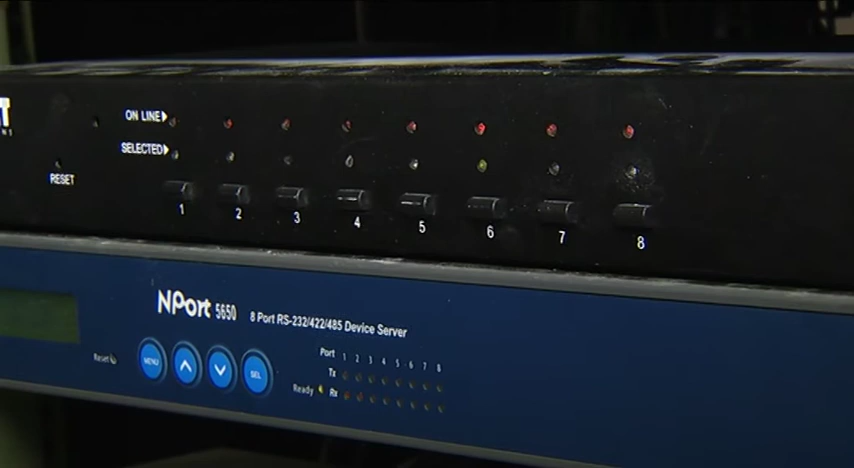 T
ON LINE
SELECTED
RESET
1 2 3 4 5 6 7 8
NPort 5650 8 Port RS-232/422/485 Device Server
Reset
MENU
SEL
Port 1 2 3 4 5 6 7 8
Tx
Ready Rx